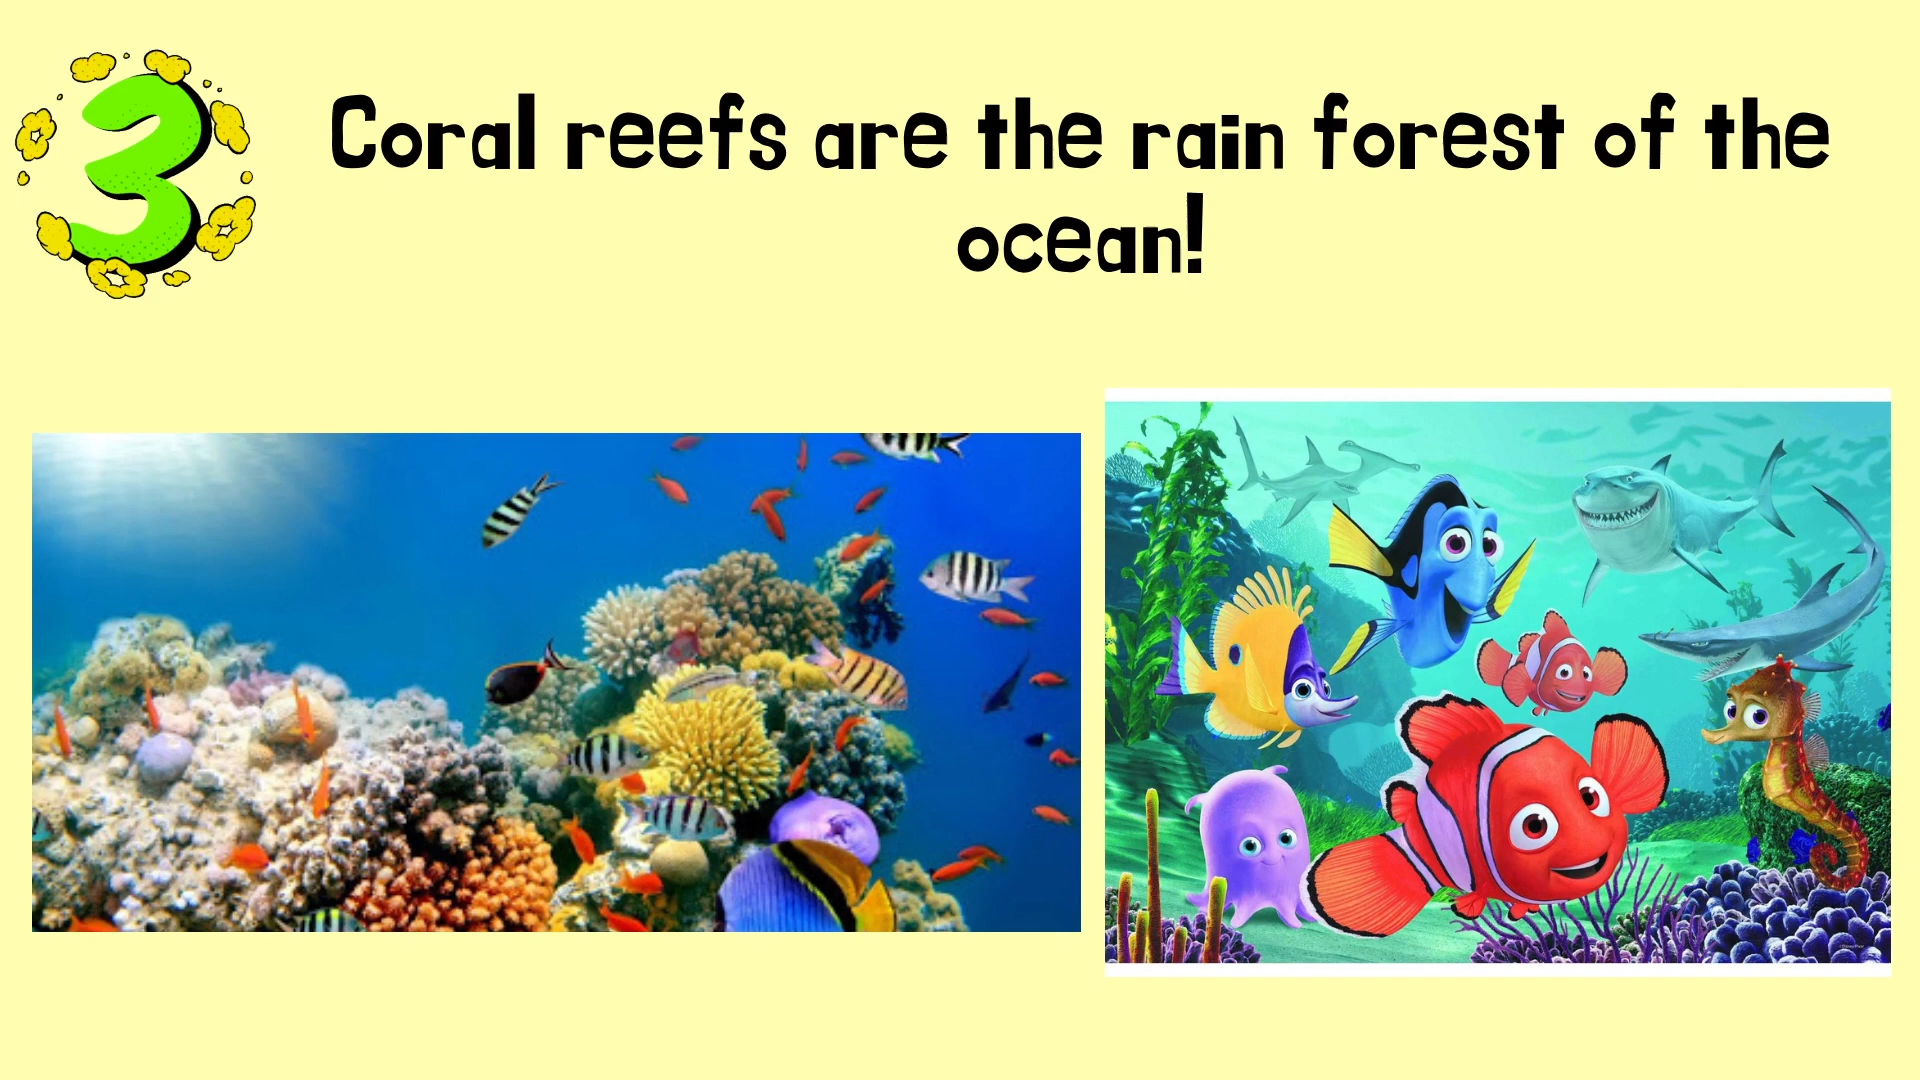 3
Coral reefs are the rain forest of the
ocean!